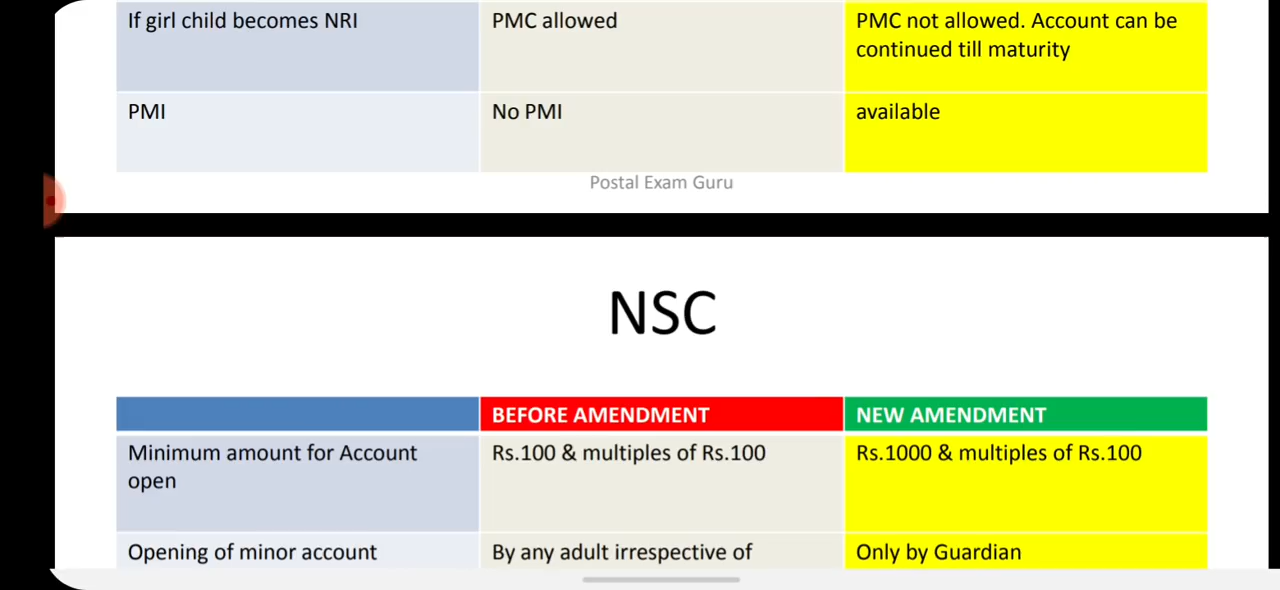 If girl child becomes NRI
PMC allowed
PMC not allowed. Account can be
continued till maturity
PMI
No PMI
available
Postal Exam Guru
NSC
BEFORE AMENDMENT
NEW AMENDMENT
Minimum amount for Account
open
Rs.100 & multiples of Rs.100
Rs.1000 & multiples of Rs.100
Opening of minor account
By any adult irrespective of
Only by Guardian